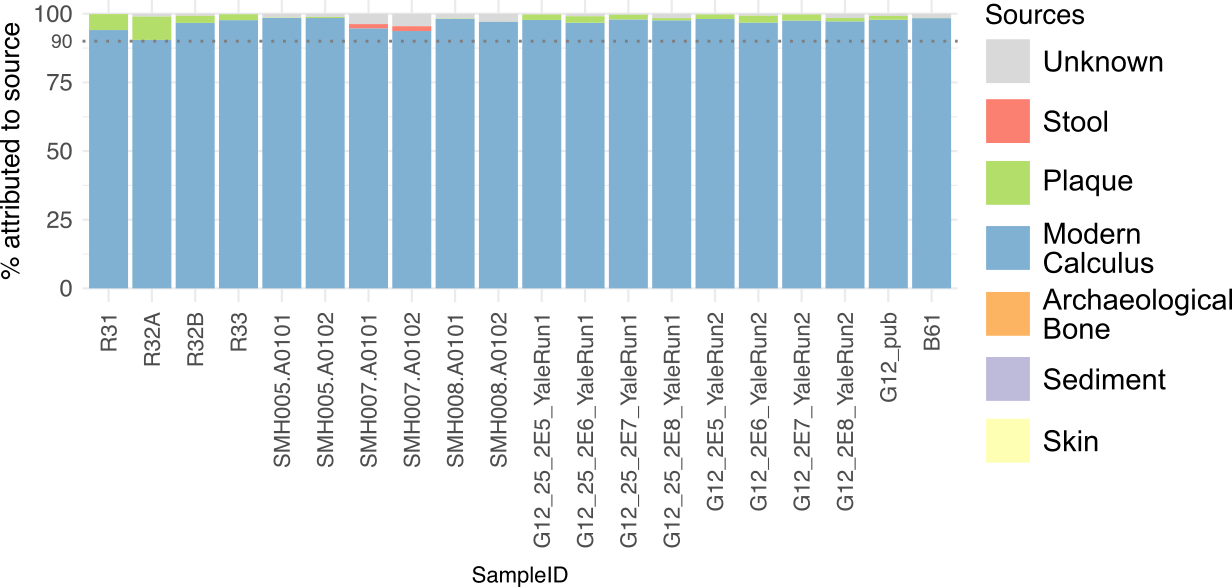 % attributed to source
100
90
75
50
25
0
R31
R32A
R32B
R33
SMH005.A0101
SMH005.A0102
SMH007.A0101
SMH007.A0102
SMH008.A0101
SMH008.A0102
G12_25_2E5_YaleRun1
G12_25_2E6_YaleRun1
G12_25_2E7_YaleRun1
G12_25_2E8_YaleRun1
G12_2E5_YaleRun2
G12_2E6_YaleRun2
G12_2E7_YaleRun2
G12_2E8_YaleRun2
G12_pub
B61
SampleID
Sources
Unknown
Stool
Plaque
Modern
Calculus
Archaeological
Bone
Sediment
Skin